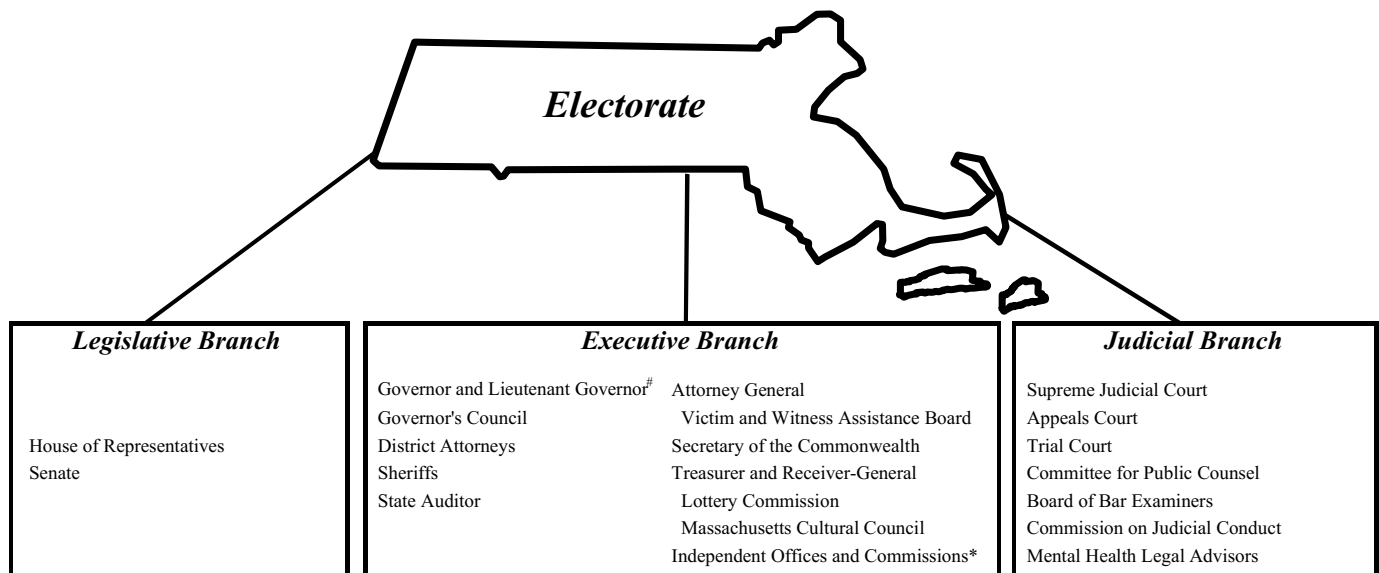 Electorate
Legislative Branch
House of Representatives
Senate
Executive Branch
Governor and Lieutenant Governor#
Governor's Council
District Attorneys
Sheriffs
State Auditor
Attorney General
Victim and Witness Assistance Board
Secretary of the Commonwealth
Treasurer and Receiver-General
Lottery Commission
Massachusetts Cultural Council
Independent Offices and Commissions*
Judicial Branch
Supreme Judicial Court
Appeals Court
Trial Court
Committee for Public Counsel
Board of Bar Examiners
Commission on Judicial Conduct
Mental Health Legal Advisors